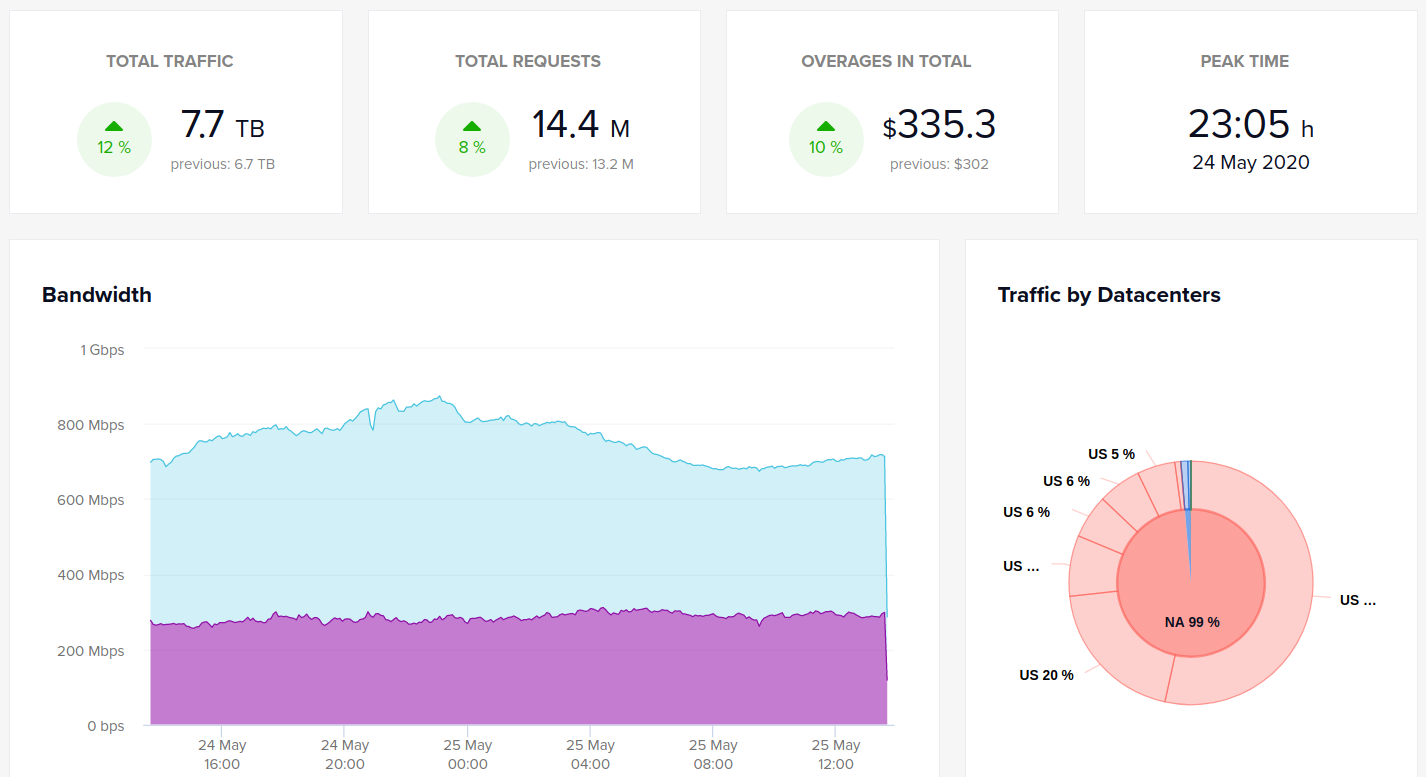 TOTAL TRAFFIC
12 %
7.7 TB
previous: 6.7 TB
TOTAL REQUESTS
8 %
14.4 M
previous: 13.2 M
OVERAGES IN TOTAL
10 %
$335.3
previous: $302
PEAK TIME
23:05 h
24 May 2020
Bandwidth
1 Gbps
800 Mbps
600 Mbps
400 Mbps
200 Mbps
0 bps
24 May
16:00
24 May
20:00
25 May
00:00
25 May
04:00
25 May
08:00
25 May
12:00
Traffic by Datacenters
US 5 %
US 6 %
US 6 %
US ...
US 20 %
US ...
NA 99 %